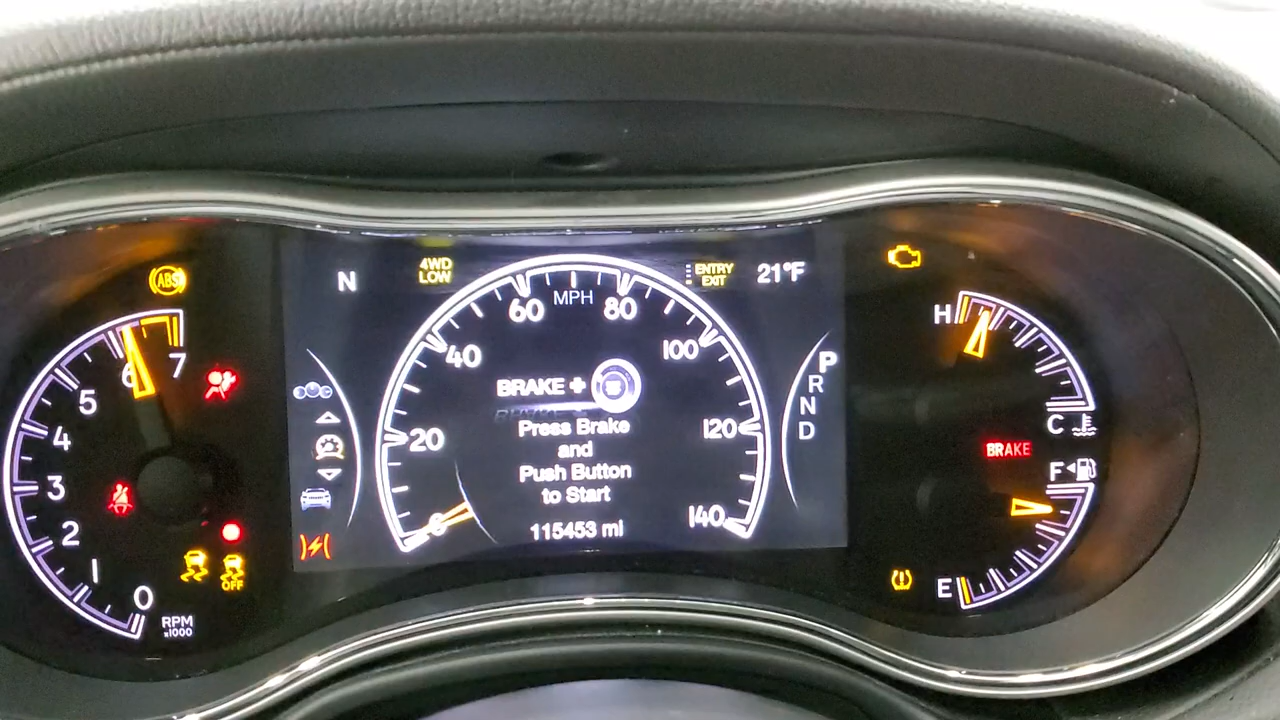 N
4WD
LOW
ENTRY
EXIT
21°F
ABS
0
1
2
3
4
5
6
7
RPM
x1000
OFF
MPH
0
20
40
60
80
100
120
140
BRAKE +
Press Brake
and
Push Button
to Start
115453 mi
P
R
N
D
H
C
BRAKE
F
E